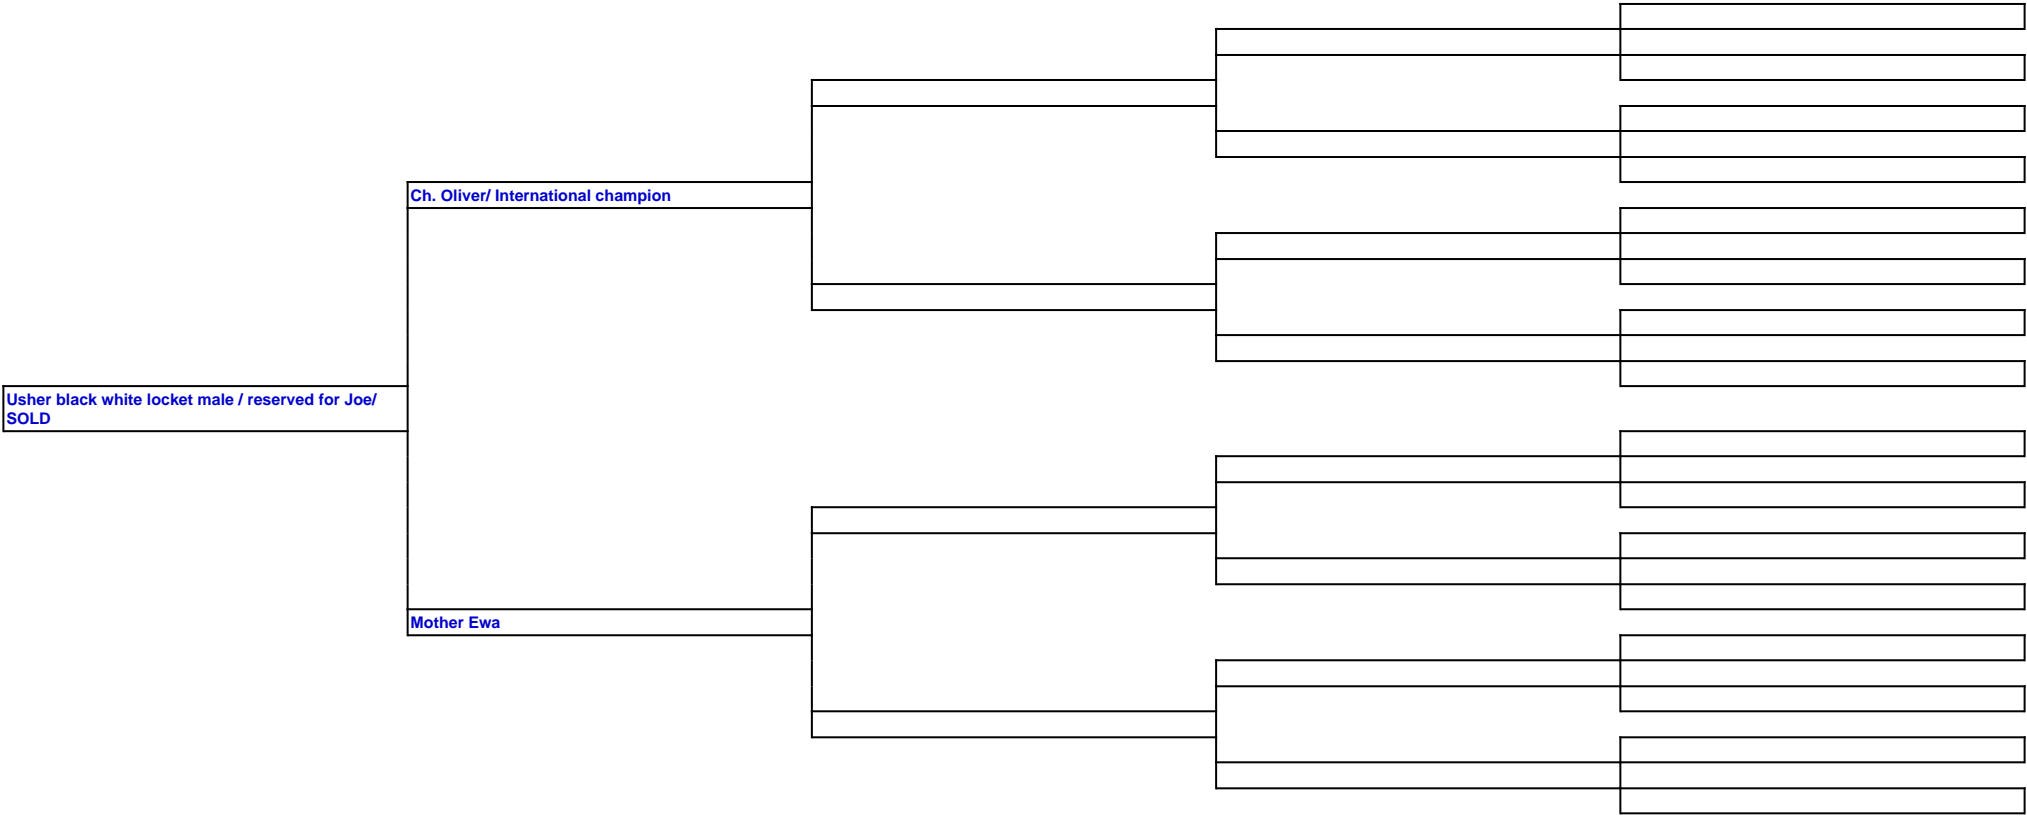 Ch. Oliver/ International champion
Usher black white locket male / reserved for Joe/
SOLD
Mother Ewa